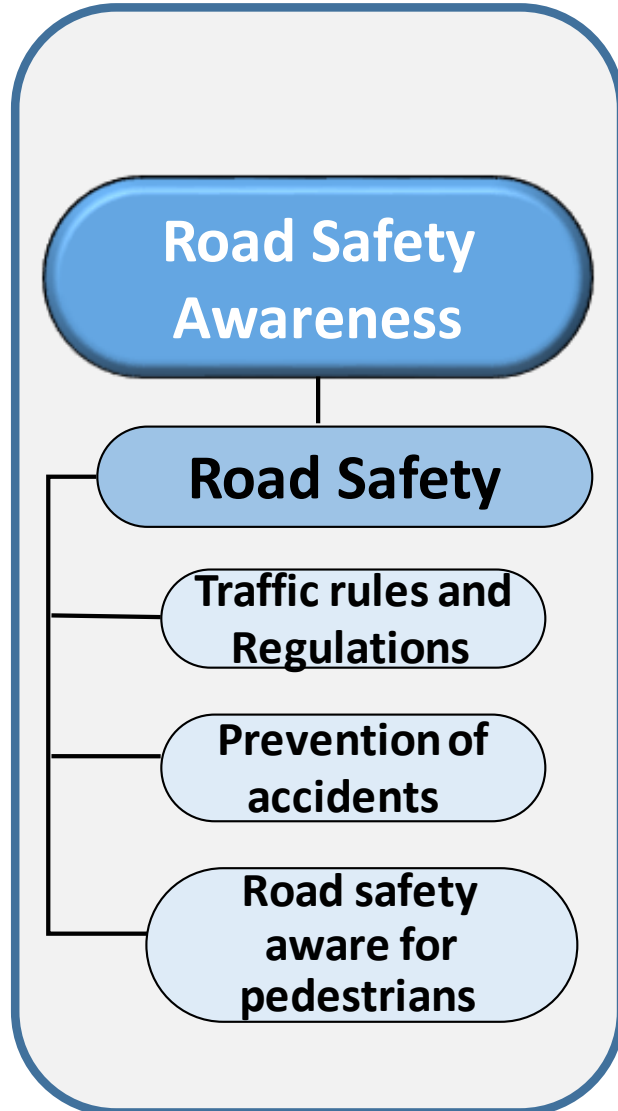 Road Safety
Awareness
Road Safety
Traffic rules and
Regulations
Prevention of
accidents
Road safety
aware for
pedestrians